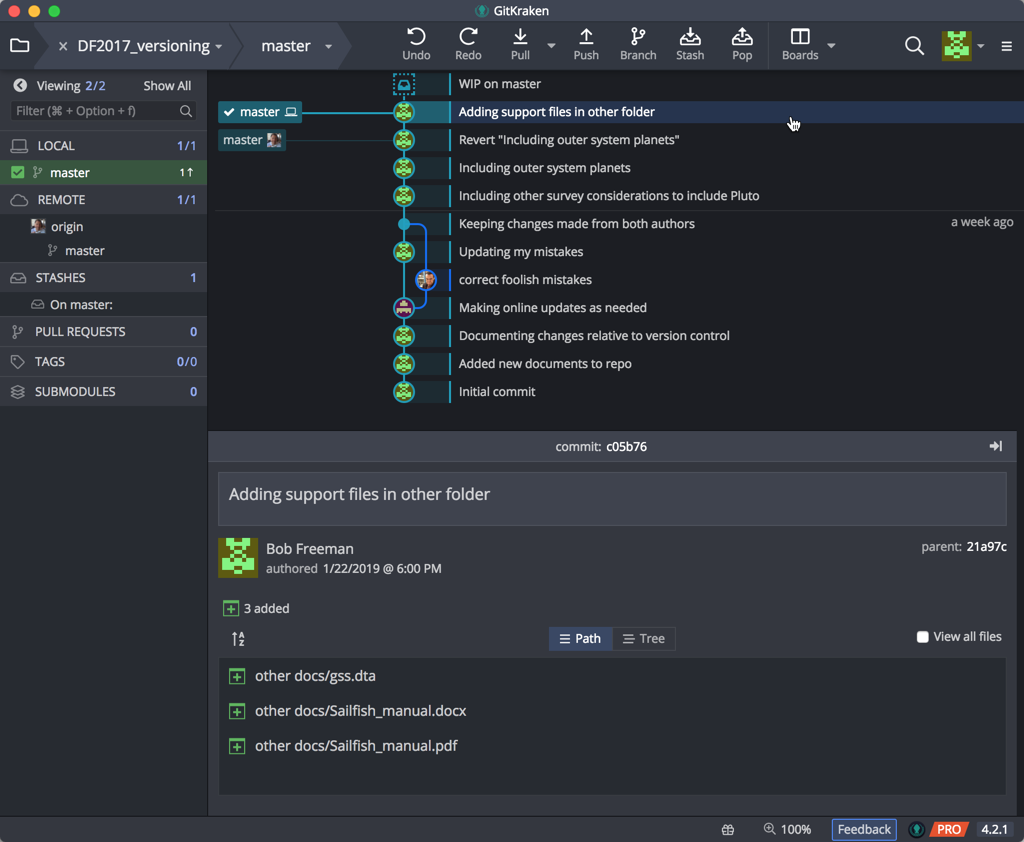 GitKraken
DF2017_versioning
master
Undo
Redo
Pull
Push
Branch
Stash
Pop
Boards
Viewing 2/2
Show All
Filter (⌘ + Option + f)
LOCAL 1/1
master 1↑
REMOTE 1/1
origin
master
STASHES 1
On master:
PULL REQUESTS 0
TAGS 0/0
SUBMODULES 0
WIP on master
master
Adding support files in other folder
master
Revert "Including outer system planets"
Including outer system planets
Including other survey considerations to include Pluto
Keeping changes made from both authors
a week ago
Updating my mistakes
correct foolish mistakes
Making online updates as needed
Documenting changes relative to version control
Added new documents to repo
Initial commit
commit: c05b76
Adding support files in other folder
Bob Freeman
authored 1/22/2019 @ 6:00 PM
parent: 21a97c
3 added
Path
Tree
View all files
other docs/gss.dta
other docs/Sailfish_manual.docx
other docs/Sailfish_manual.pdf
100%
Feedback
PRO
4.2.1